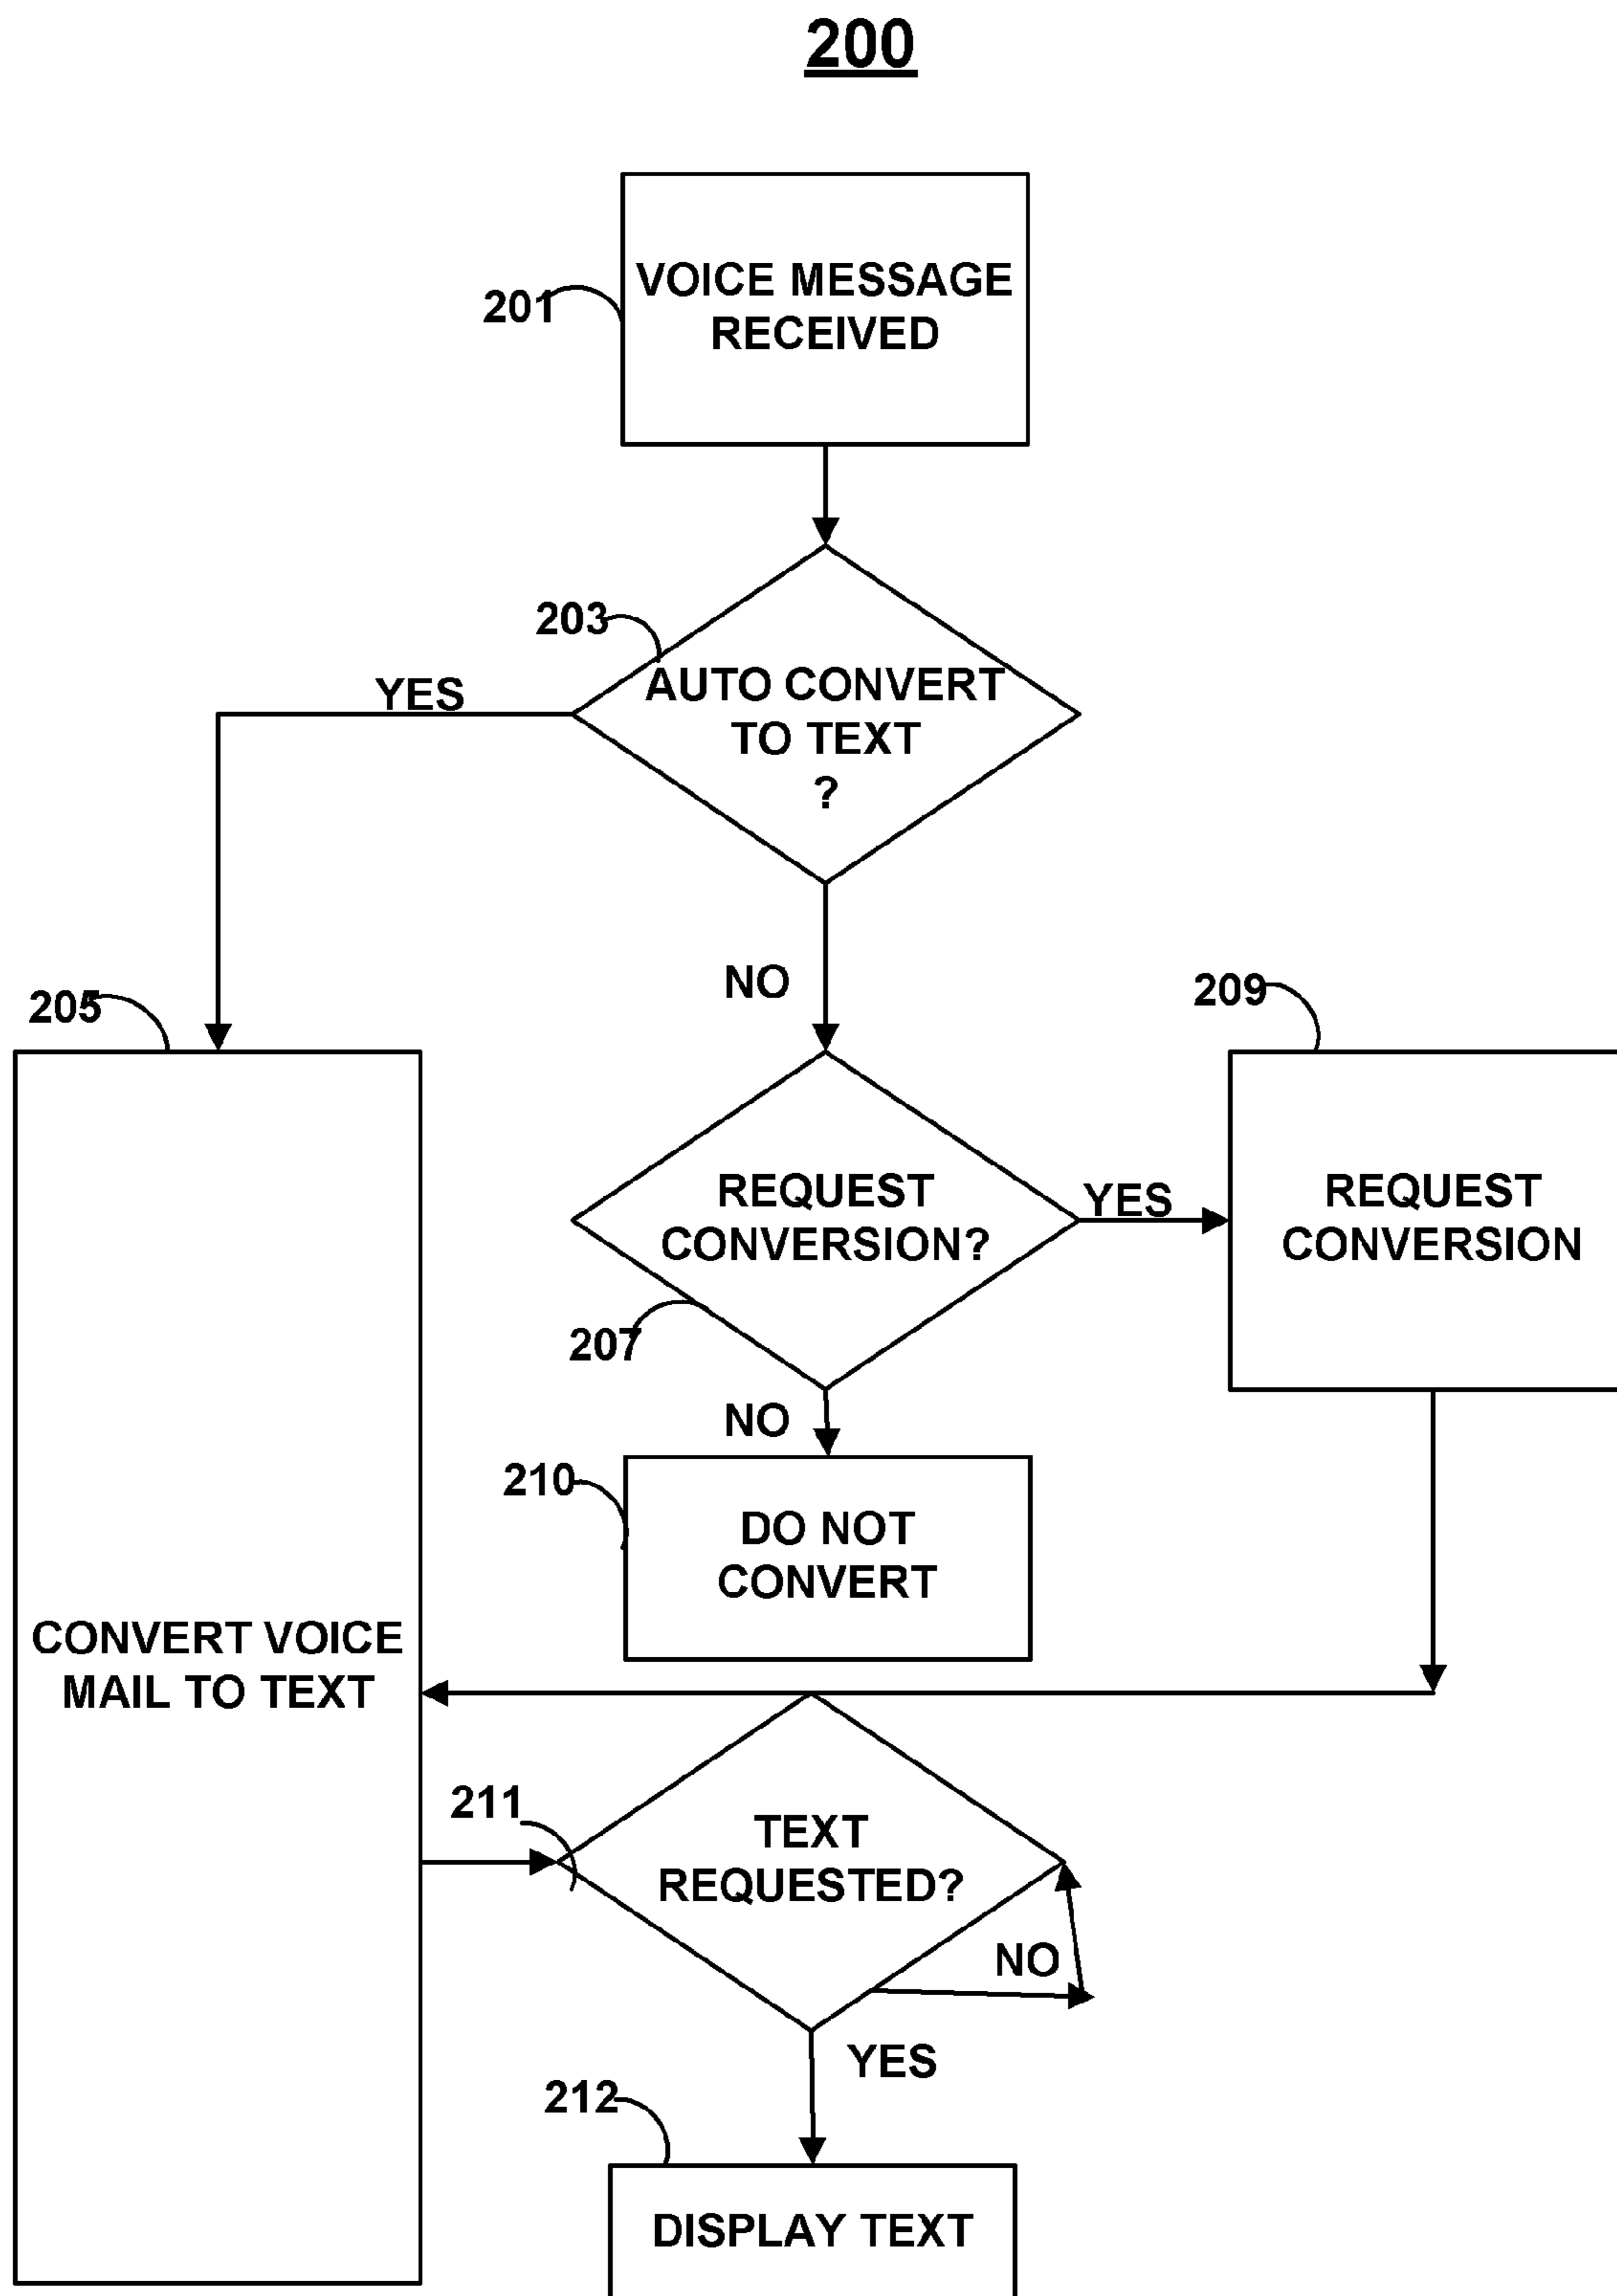 200
VOICE MESSAGE
RECEIVED
201
203
AUTO CONVERT
TO TEXT
?
YES
NO
205
209
REQUEST
CONVERSION?
YES
REQUEST
CONVERSION
207
NO
210
DO NOT
CONVERT
CONVERT VOICE
MAIL TO TEXT
211
TEXT
REQUESTED?
NO
YES
212
DISPLAY TEXT